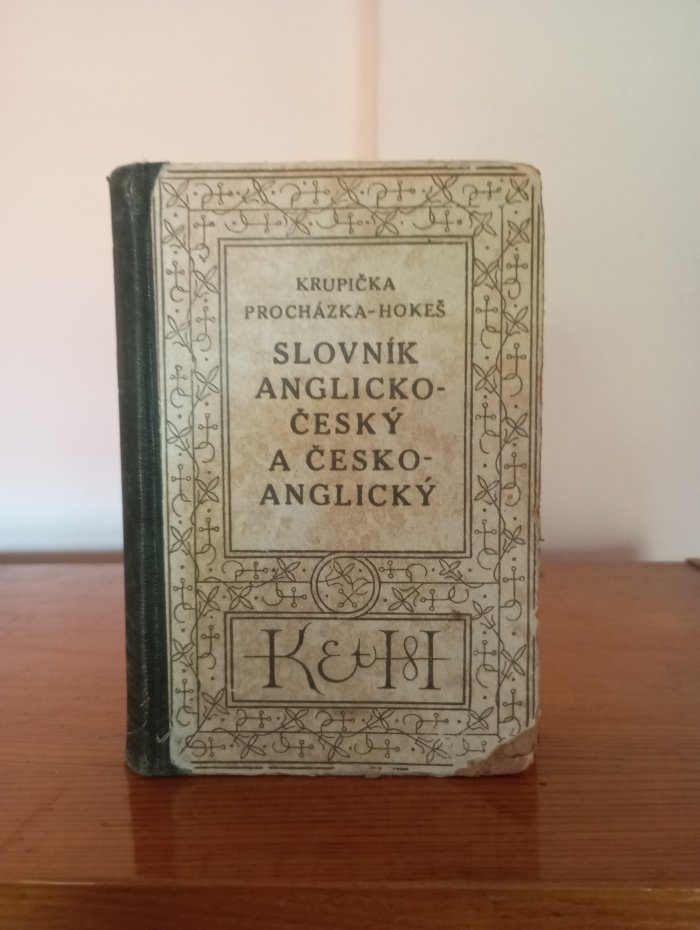 KRUPIČKA
PROCHÁZKA-HOKEŠ
SLOVNÍK
ANGLICKO-
ČESKÝ
A ČESKO-
ANGLICKÝ
K & H